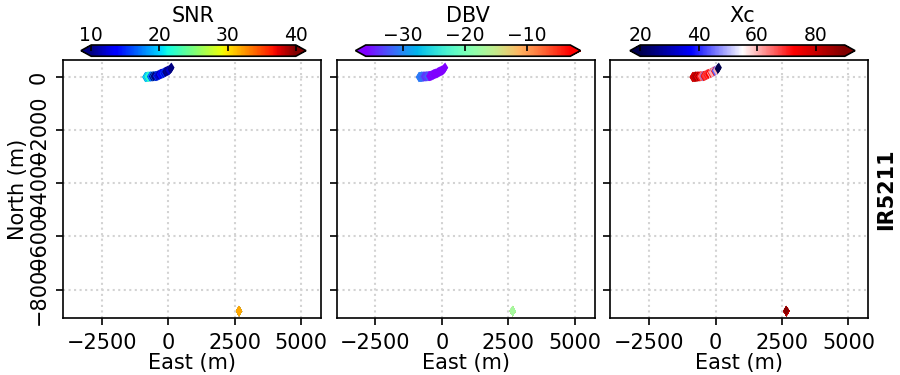 SNR DBV Xc
10 20 30 40 −30 −20 −10 20 40 60 80
0
−2000
−4000
−6000
−8000
North (m)
IR5211
−2500 0 2500 5000 −2500 0 2500 5000 −2500 0 2500 5000
East (m) East (m) East (m)